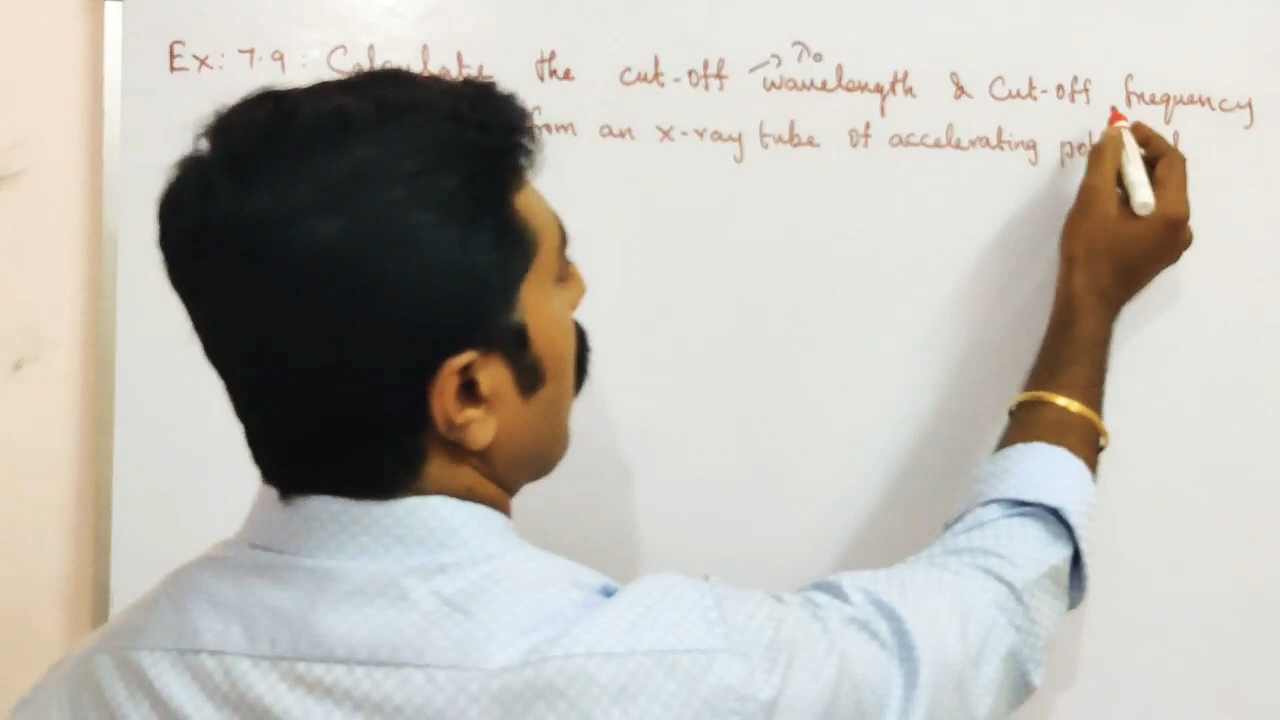 Ex: 7.9: Calculate the cut-off wavelength & Cut-off frequency
→ λ₀
from an x-ray tube of accelerating